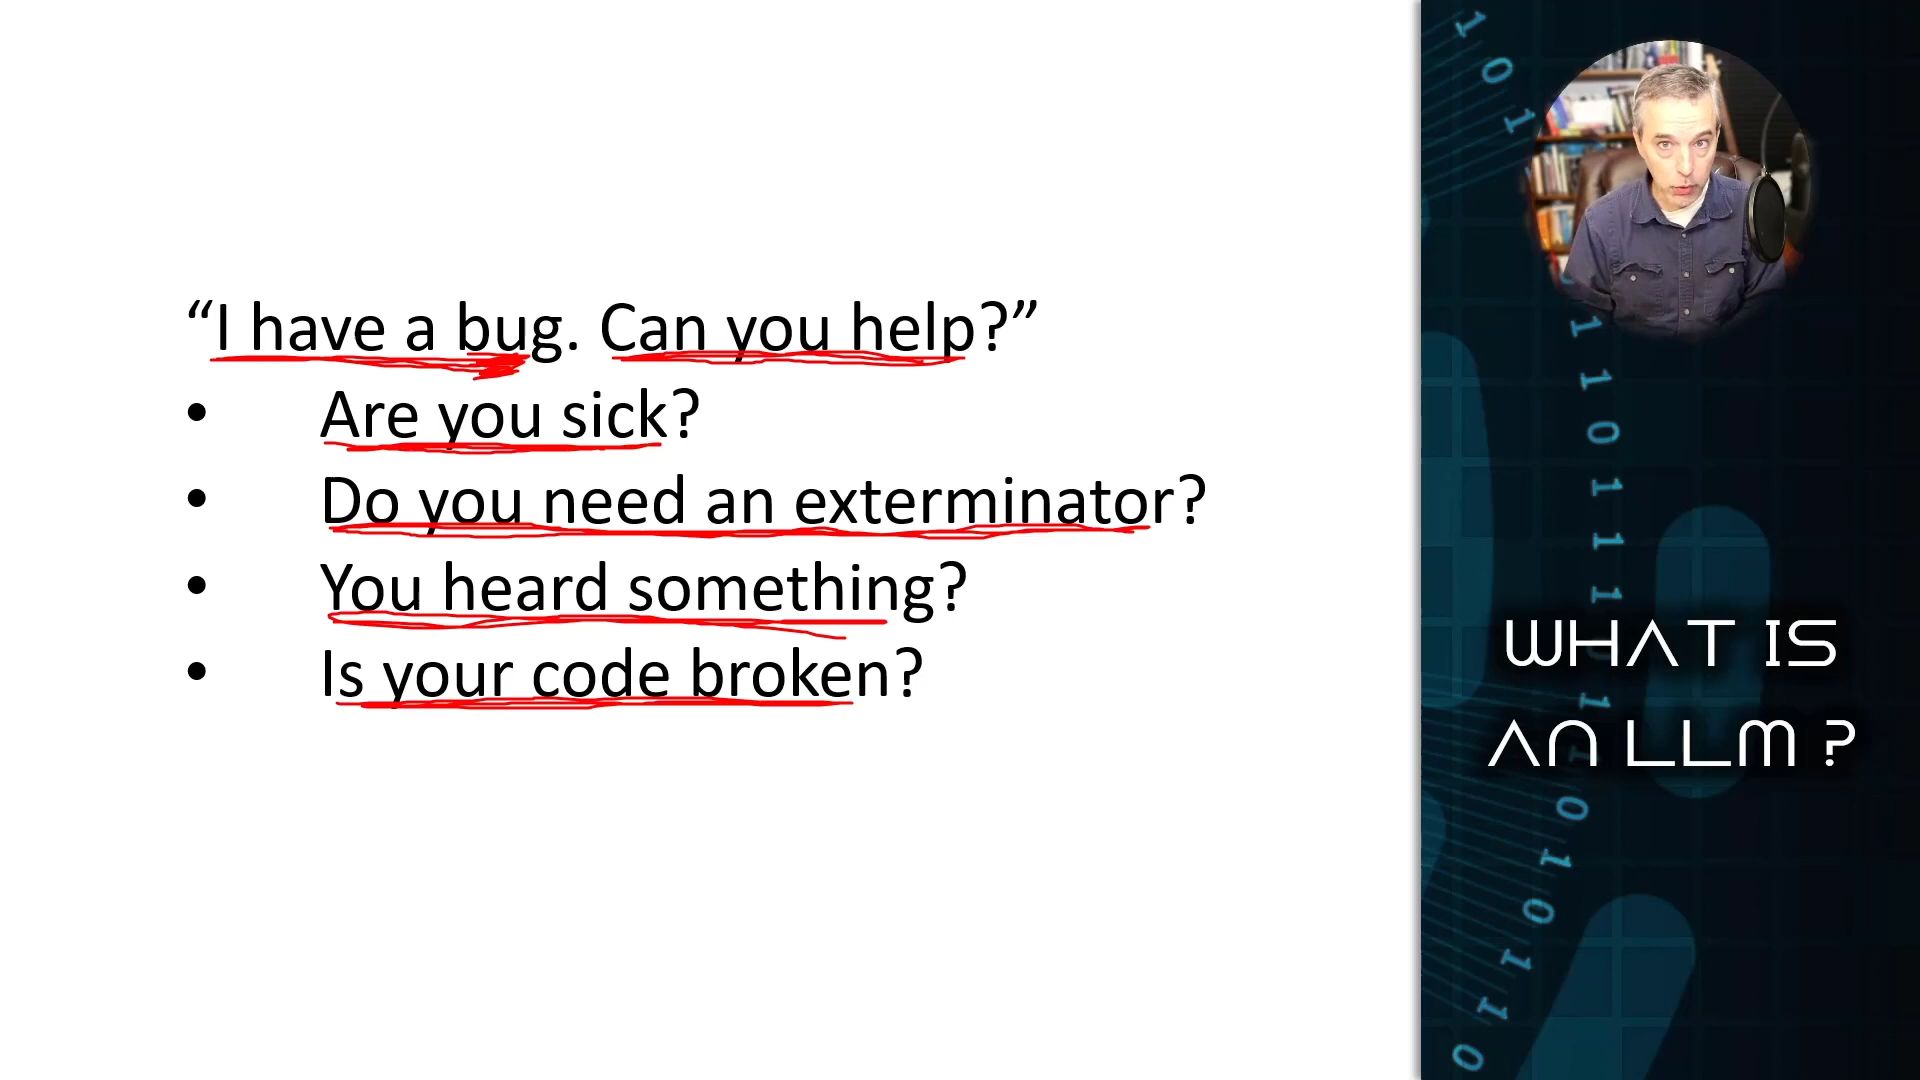 “I have a bug. Can you help?”
• Are you sick?
• Do you need an exterminator?
• You heard something?
• Is your code broken?
WHAT IS
AN LLM ?